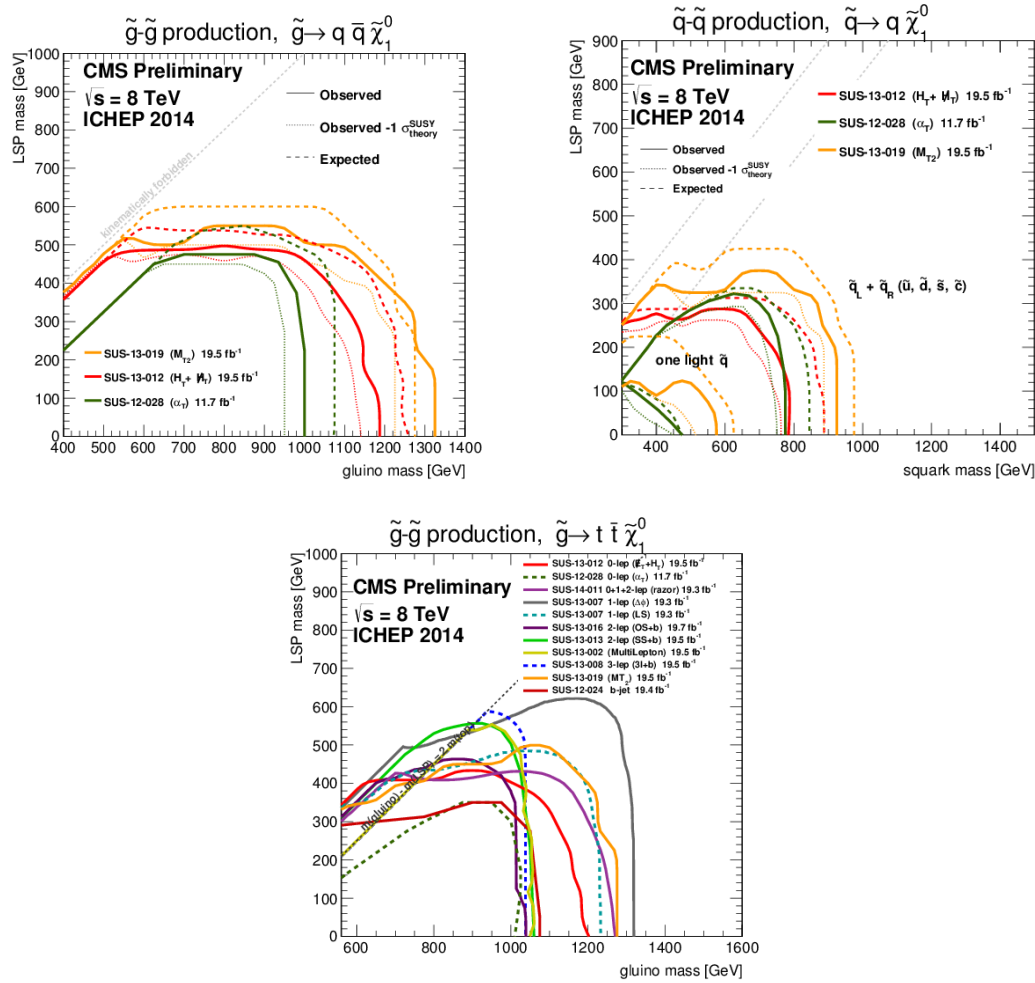 g̃-g̃ production, g̃→ q q̅ χ̃₁⁰
LSP mass [GeV]
1000
900
800
700
600
500
400
300
200
100
0
CMS Preliminary
√s = 8 TeV
ICHEP 2014
Observed
Observed -1 σ_theory^SUSY
Expected
kinematically forbidden
SUS-13-019 (M_T2) 19.5 fb⁻¹
SUS-13-012 (H_T + H̸_T) 19.5 fb⁻¹
SUS-12-028 (α_T) 11.7 fb⁻¹
400 500 600 700 800 900 1000 1100 1200 1300 1400
gluino mass [GeV]
q̃-q̃ production, q̃→ q χ̃₁⁰
LSP mass [GeV]
900
800
700
600
500
400
300
200
100
0
CMS Preliminary
√s = 8 TeV
ICHEP 2014
SUS-13-012 (H_T + H̸_T) 19.5 fb⁻¹
SUS-12-028 (α_T) 11.7 fb⁻¹
SUS-13-019 (M_T2) 19.5 fb⁻¹
Observed
Observed -1 σ_theory^SUSY
Expected
q̃_L + q̃_R (ũ, d̃, s̃, c̃)
one light q̃
400 600 800 1000 1200 1400
squark mass [GeV]
g̃-g̃ production, g̃→ t t̅ χ̃₁⁰
LSP mass [GeV]
1000
900
800
700
600
500
400
300
200
100
0
CMS Preliminary
√s = 8 TeV
ICHEP 2014
SUS-13-012 0-lep (E̸_T+H_T) 19.5 fb⁻¹
SUS-12-028 0-lep (α_T) 11.7 fb⁻¹
SUS-14-011 0+1+2-lep (razor) 19.3 fb⁻¹
SUS-13-007 1-lep (Δφ) 19.3 fb⁻¹
SUS-13-007 1-lep (LS) 19.3 fb⁻¹
SUS-13-016 2-lep (OS+b) 19.7 fb⁻¹
SUS-13-013 2-lep (SS+b) 19.5 fb⁻¹
SUS-13-002 (MultiLepton) 19.5 fb⁻¹
SUS-13-008 3-lep (3l+b) 19.5 fb⁻¹
SUS-13-019 (MT₂) 19.5 fb⁻¹
SUS-12-024 b-jet 19.4 fb⁻¹
m(gluino) - m(LSP) = 2 m(top)
600 800 1000 1200 1400 1600
gluino mass [GeV]